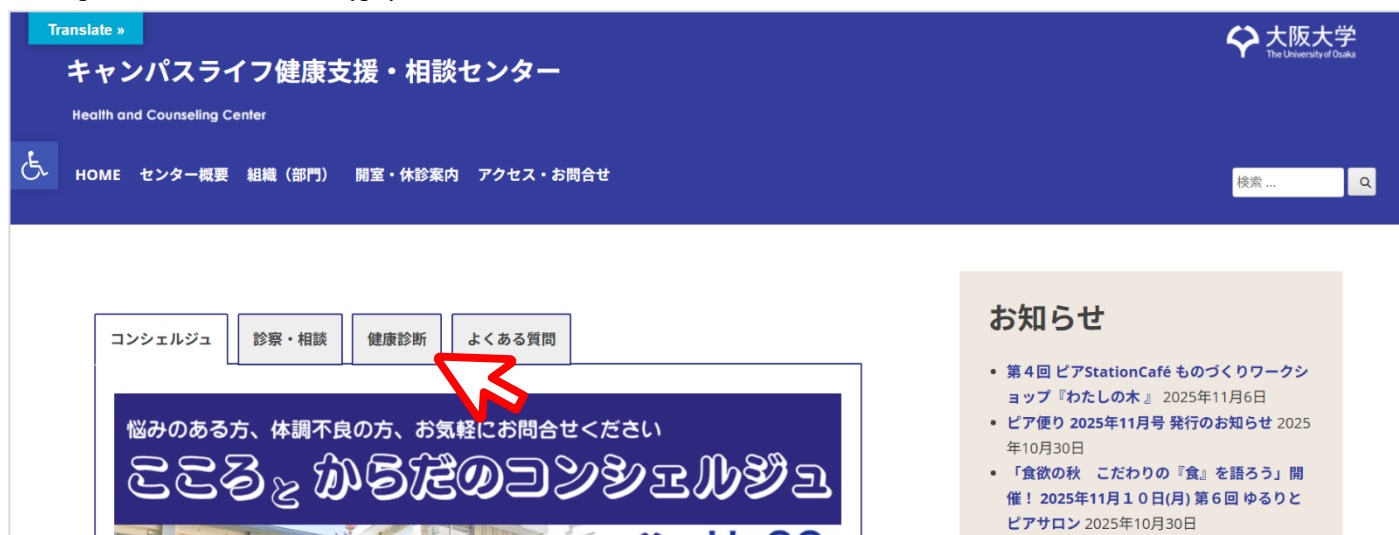 Translate »
大阪大学
The University of Osaka
キャンパスライフ健康支援・相談センター
Health and Counseling Center
HOME センター概要 組織（部門） 開室・休診案内 アクセス・お問合せ
検索 ...
コンシェルジュ 診察・相談 健康診断 よくある質問
悩みのある方、体調不良の方、お気軽にお問合せください
こころとからだのコンシェルジュ
お知らせ
第４回 ピアStationCafé ものづくりワークシ
ョップ『わたしの木 』 2025年11月6日
ピア便り 2025年11月号 発行のお知らせ 2025
年10月30日
「食欲の秋　こだわりの『食』を語ろう」開
催！ 2025年11月１０日(月) 第６回 ゆるりと
ピアサロン 2025年10月30日